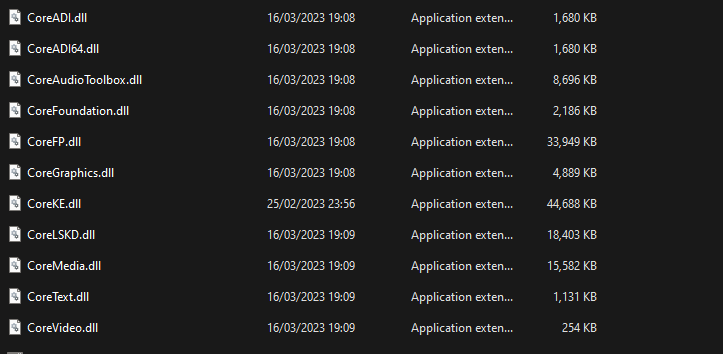 CoreADI.dll 16/03/2023 19:08 Application exten... 1,680 KB
CoreADI64.dll 16/03/2023 19:08 Application exten... 1,680 KB
CoreAudioToolbox.dll 16/03/2023 19:08 Application exten... 8,696 KB
CoreFoundation.dll 16/03/2023 19:08 Application exten... 2,186 KB
CoreFP.dll 16/03/2023 19:08 Application exten... 33,949 KB
CoreGraphics.dll 16/03/2023 19:08 Application exten... 4,889 KB
CoreKE.dll 25/02/2023 23:56 Application exten... 44,688 KB
CoreLSKD.dll 16/03/2023 19:09 Application exten... 18,403 KB
CoreMedia.dll 16/03/2023 19:09 Application exten... 15,582 KB
CoreText.dll 16/03/2023 19:09 Application exten... 1,131 KB
CoreVideo.dll 16/03/2023 19:09 Application exten... 254 KB